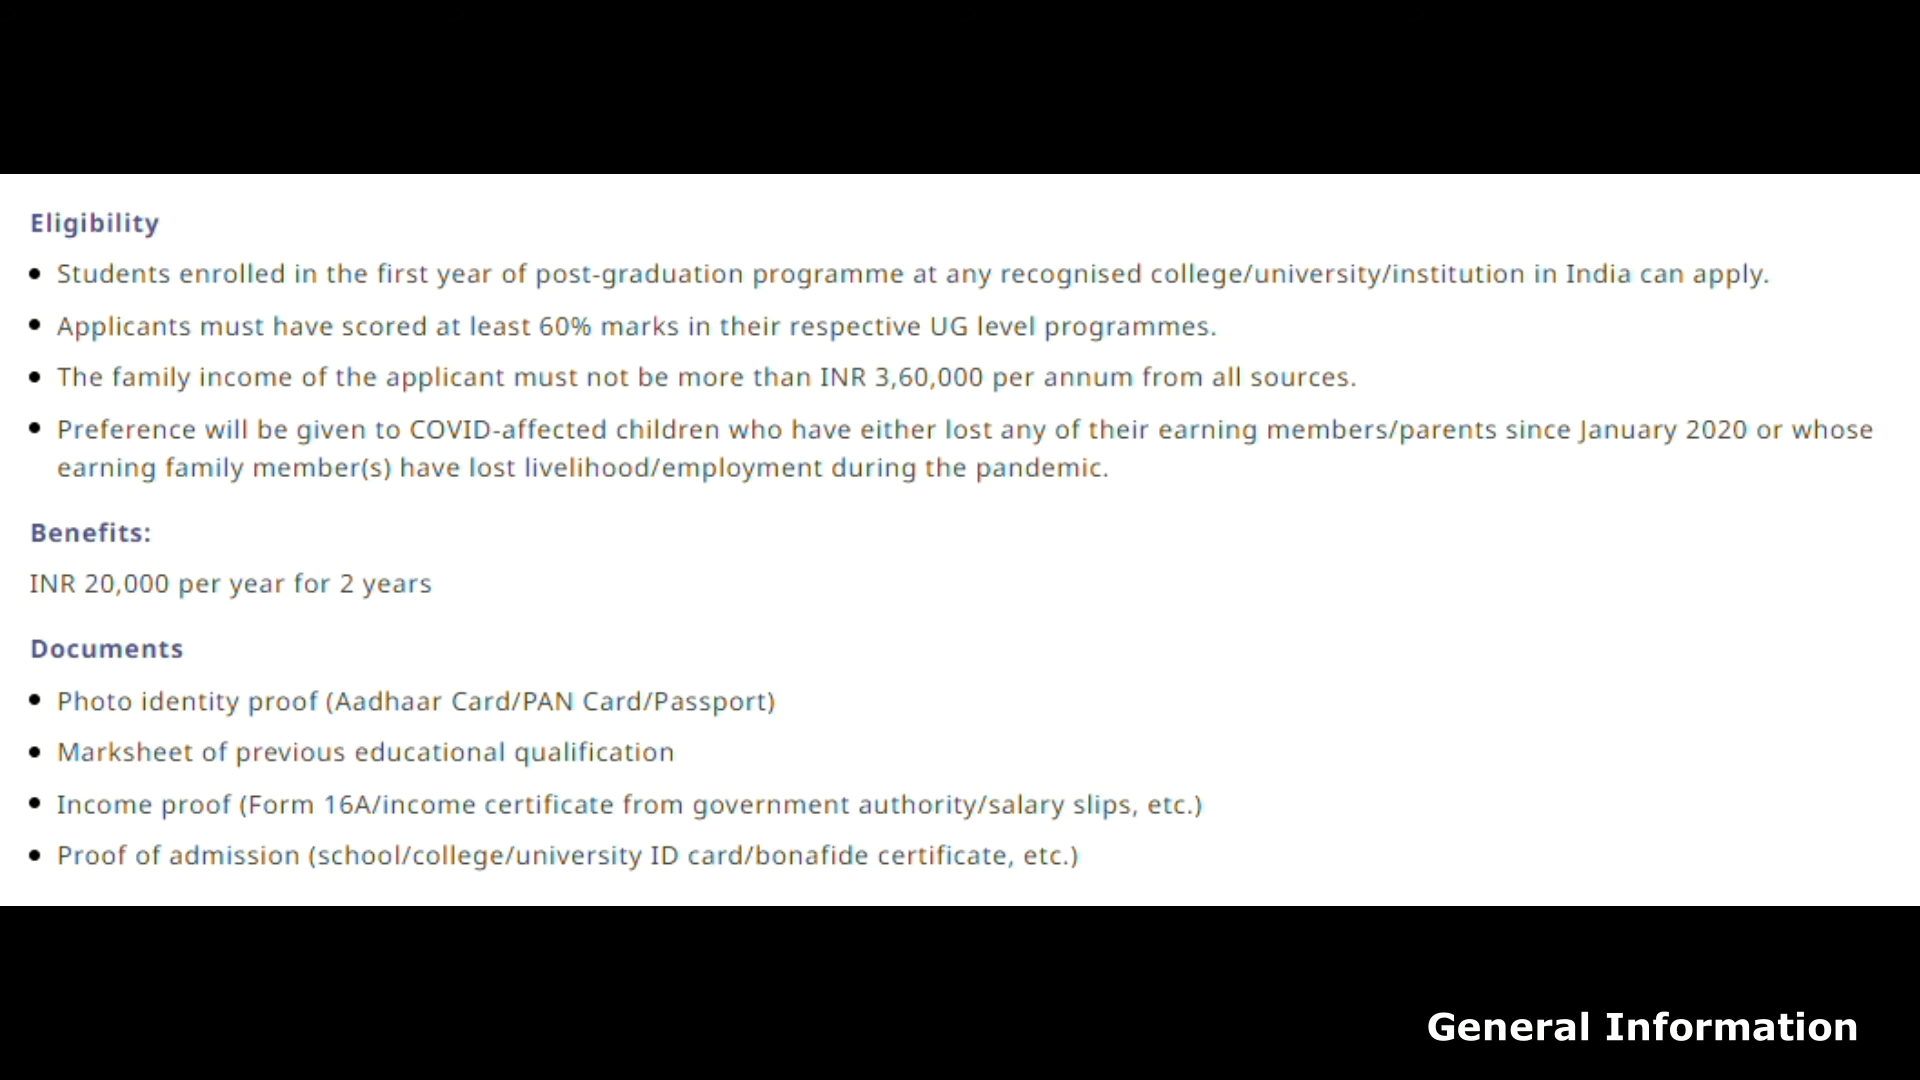 Eligibility
• Students enrolled in the first year of post-graduation programme at any recognised college/university/institution in India can apply.
• Applicants must have scored at least 60% marks in their respective UG level programmes.
• The family income of the applicant must not be more than INR 3,60,000 per annum from all sources.
• Preference will be given to COVID-affected children who have either lost any of their earning members/parents since January 2020 or whose
earning family member(s) have lost livelihood/employment during the pandemic.
Benefits:
INR 20,000 per year for 2 years
Documents
• Photo identity proof (Aadhaar Card/PAN Card/Passport)
• Marksheet of previous educational qualification
• Income proof (Form 16A/income certificate from government authority/salary slips, etc.)
• Proof of admission (school/college/university ID card/bonafide certificate, etc.)
General Information